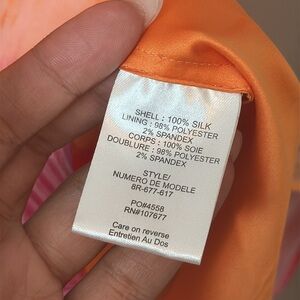 SHELL : 100% SILK
LINING : 98% POLYESTER
2% SPANDEX
CORPS : 100% SOIE
DOUBLURE : 98% POLYESTER
2% SPANDEX
STYLE/
NUMERO DE MODELE
8R-677-617
PO#4558
RN#107677
Care on reverse
Entretien Au Dos